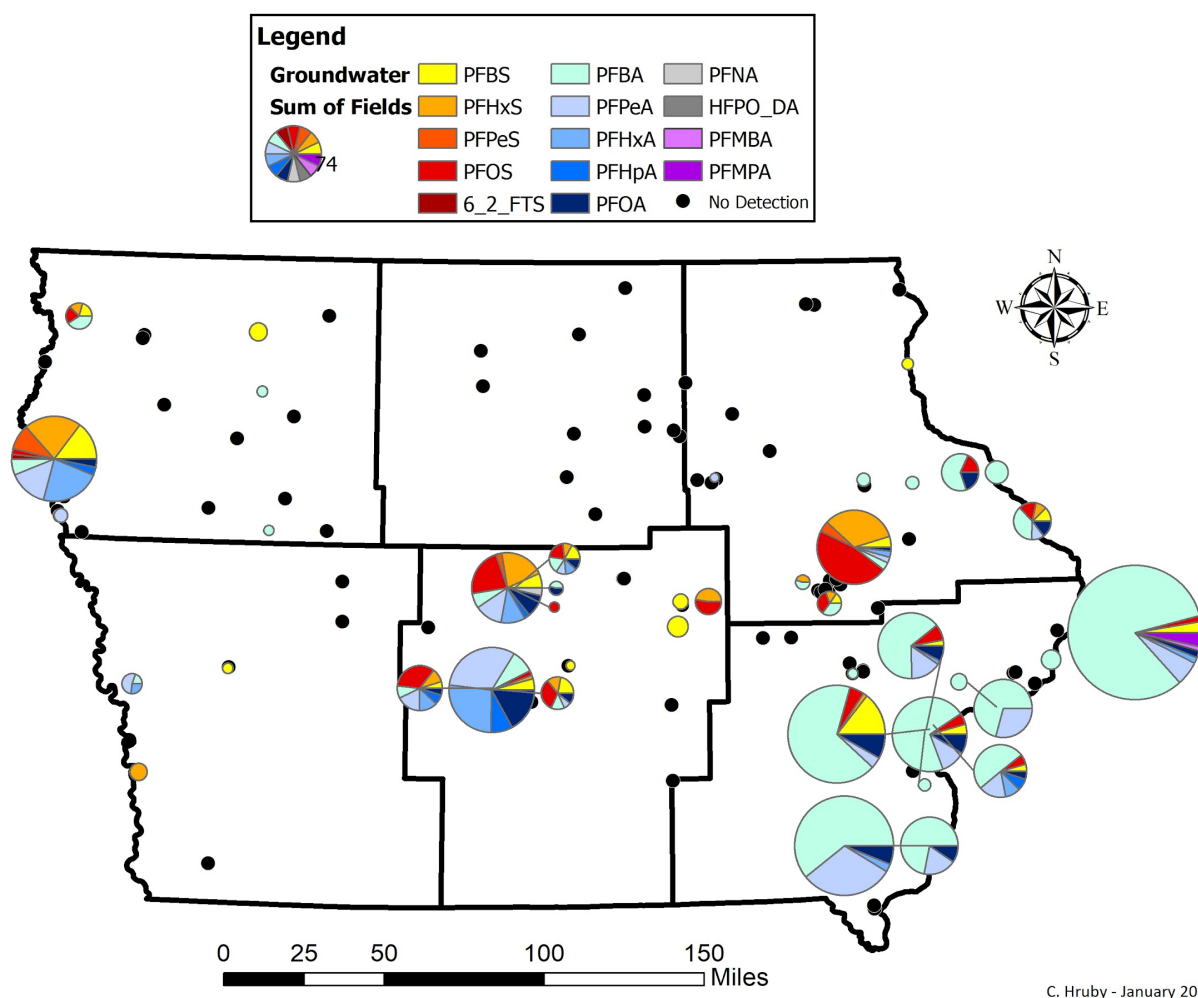 Legend
Groundwater
Sum of Fields
74
PFBS
PFHxS
PFPeS
PFOS
6_2_FTS
PFBA
PFPeA
PFHxA
PFHpA
PFOA
PFNA
HFPO_DA
PFMBA
PFMPA
No Detection
N
W E
S
0 25 50 100 150
Miles
C. Hruby - January 20